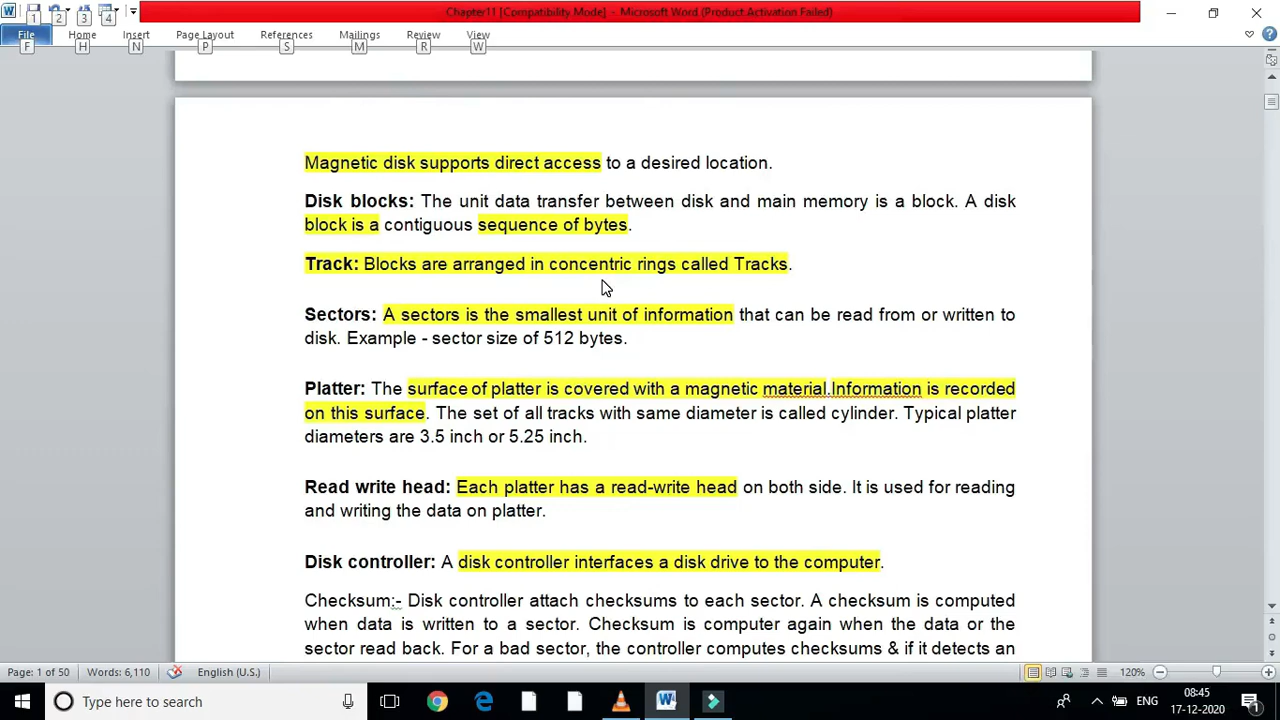 Chapter11 [Compatibility Mode] - Microsoft Word (Product Activation Failed)
1 2 3 4
File Home Insert Page Layout References Mailings Review View
F H N P S M R W
Magnetic disk supports direct access to a desired location.
Disk blocks: The unit data transfer between disk and main memory is a block. A disk
block is a contiguous sequence of bytes.
Track: Blocks are arranged in concentric rings called Tracks.
Sectors: A sectors is the smallest unit of information that can be read from or written to
disk. Example - sector size of 512 bytes.
Platter: The surface of platter is covered with a magnetic material.Information is recorded
on this surface. The set of all tracks with same diameter is called cylinder. Typical platter
diameters are 3.5 inch or 5.25 inch.
Read write head: Each platter has a read-write head on both side. It is used for reading
and writing the data on platter.
Disk controller: A disk controller interfaces a disk drive to the computer.
Checksum:- Disk controller attach checksums to each sector. A checksum is computed
when data is written to a sector. Checksum is computer again when the data or the
sector read back. For a bad sector, the controller computes checksums & if it detects an
Page: 1 of 50 Words: 6,110 English (U.S.) 120%
Type here to search ENG 08:45
17-12-2020 1